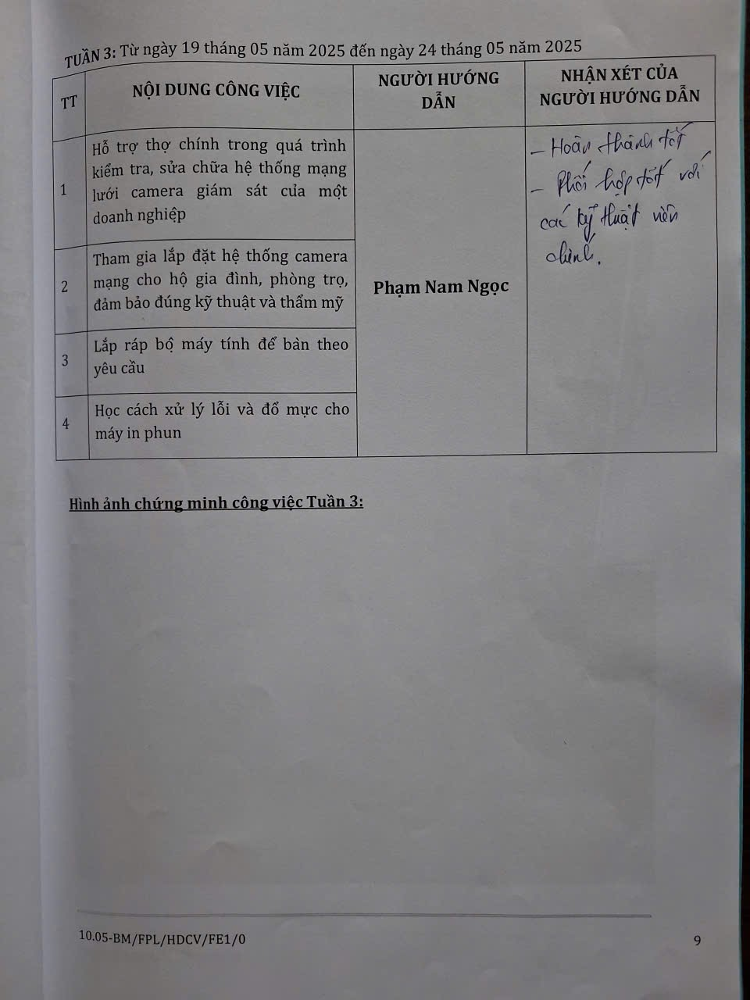 TUẦN 3: Từ ngày 19 tháng 05 năm 2025 đến ngày 24 tháng 05 năm 2025
TT
NỘI DUNG CÔNG VIỆC
NGƯỜI HƯỚNG
DẪN
NHẬN XÉT CỦA
NGƯỜI HƯỚNG DẪN
1
Hỗ trợ thợ chính trong quá trình
kiểm tra, sửa chữa hệ thống mạng
lưới camera giám sát của một
doanh nghiệp
2
Tham gia lắp đặt hệ thống camera
mạng cho hộ gia đình, phòng trọ,
đảm bảo đúng kỹ thuật và thẩm mỹ
3
Lắp ráp bộ máy tính để bàn theo
yêu cầu
4
Học cách xử lý lỗi và đổ mực cho
máy in phun
Phạm Nam Ngọc
- Hoàn thành tốt
- Phối hợp tốt với
các kỹ thuật viên
chính.
Hình ảnh chứng minh công việc Tuần 3:
10.05-BM/FPL/HDCV/FE1/0
9